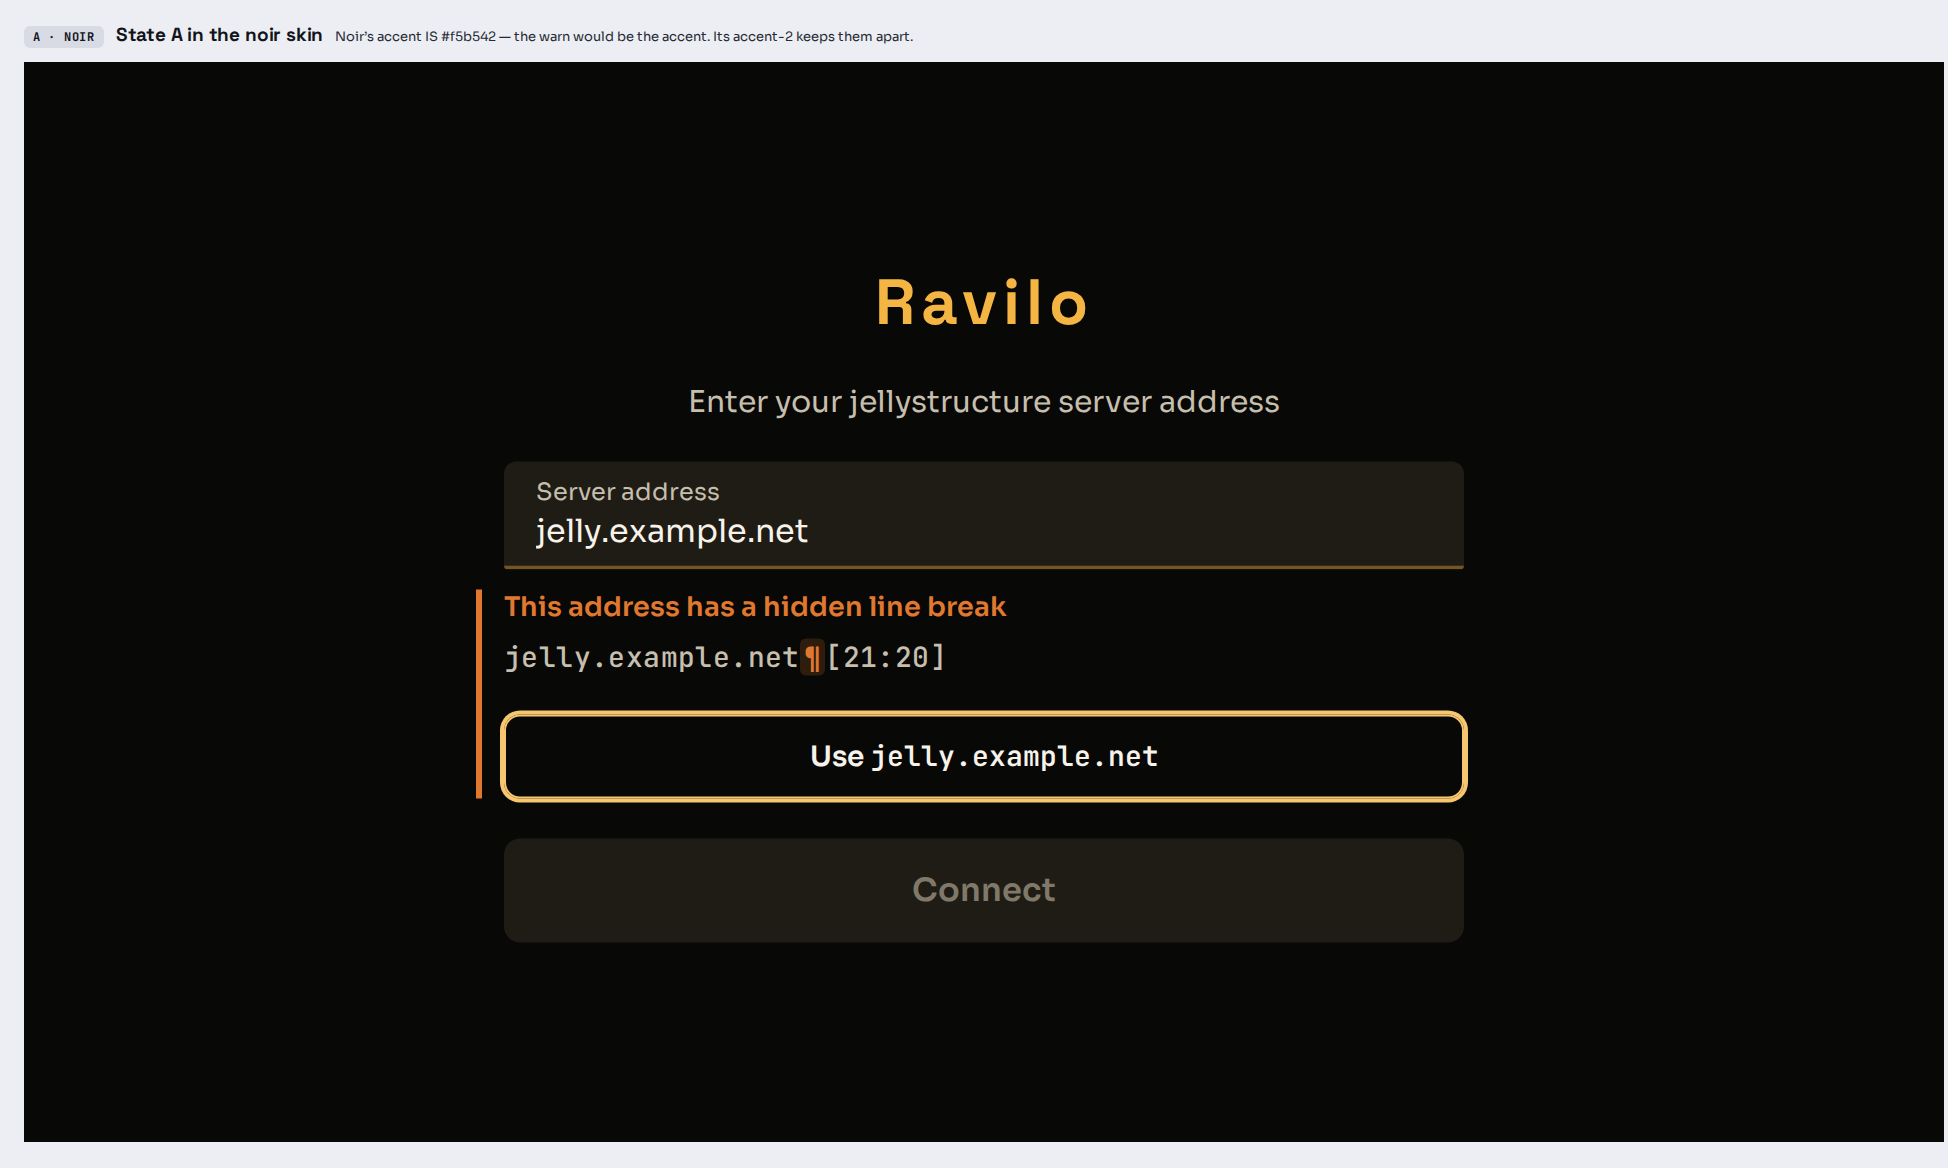 A · NOIR State A in the noir skin Noir's accent IS #f5b542 — the warn would be the accent. Its accent-2 keeps them apart.
Ravilo
Enter your jellystructure server address
Server address
jelly.example.net
This address has a hidden line break
jelly.example.net¶[21:20]
Use jelly.example.net
Connect